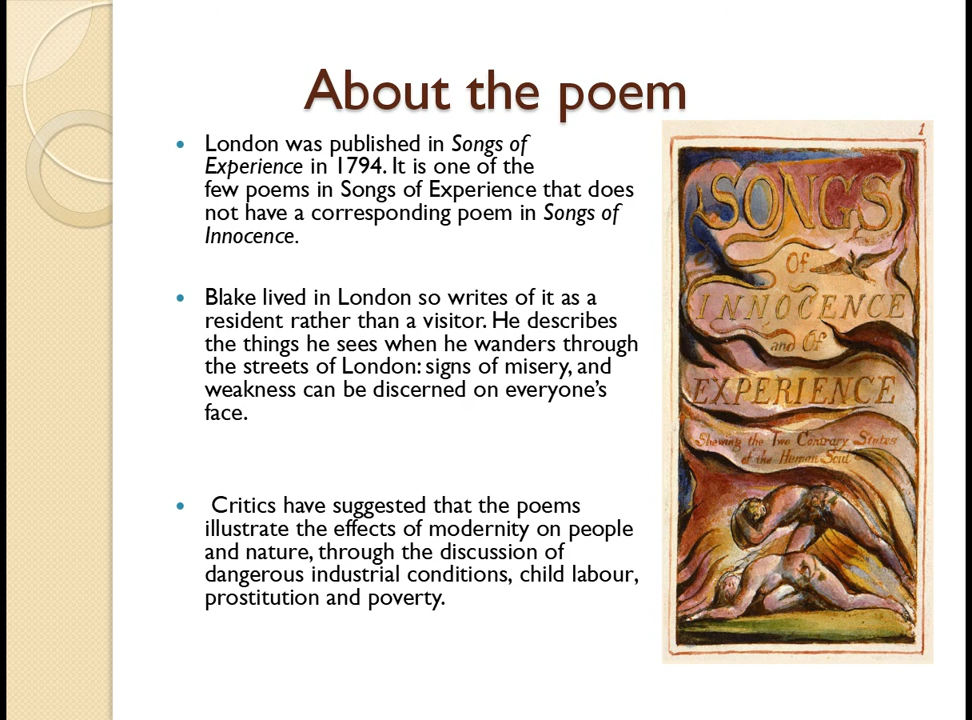 About the poem
• London was published in Songs of
Experience in 1794. It is one of the
few poems in Songs of Experience that does
not have a corresponding poem in Songs of
Innocence.
• Blake lived in London so writes of it as a
resident rather than a visitor. He describes
the things he sees when he wanders through
the streets of London: signs of misery, and
weakness can be discerned on everyone's
face.
• Critics have suggested that the poems
illustrate the effects of modernity on people
and nature, through the discussion of
dangerous industrial conditions, child labour,
prostitution and poverty.
1
SONGS
Of
INNOCENCE
and Of
EXPERIENCE
Shewing the Two Contrary States
of the Human Soul